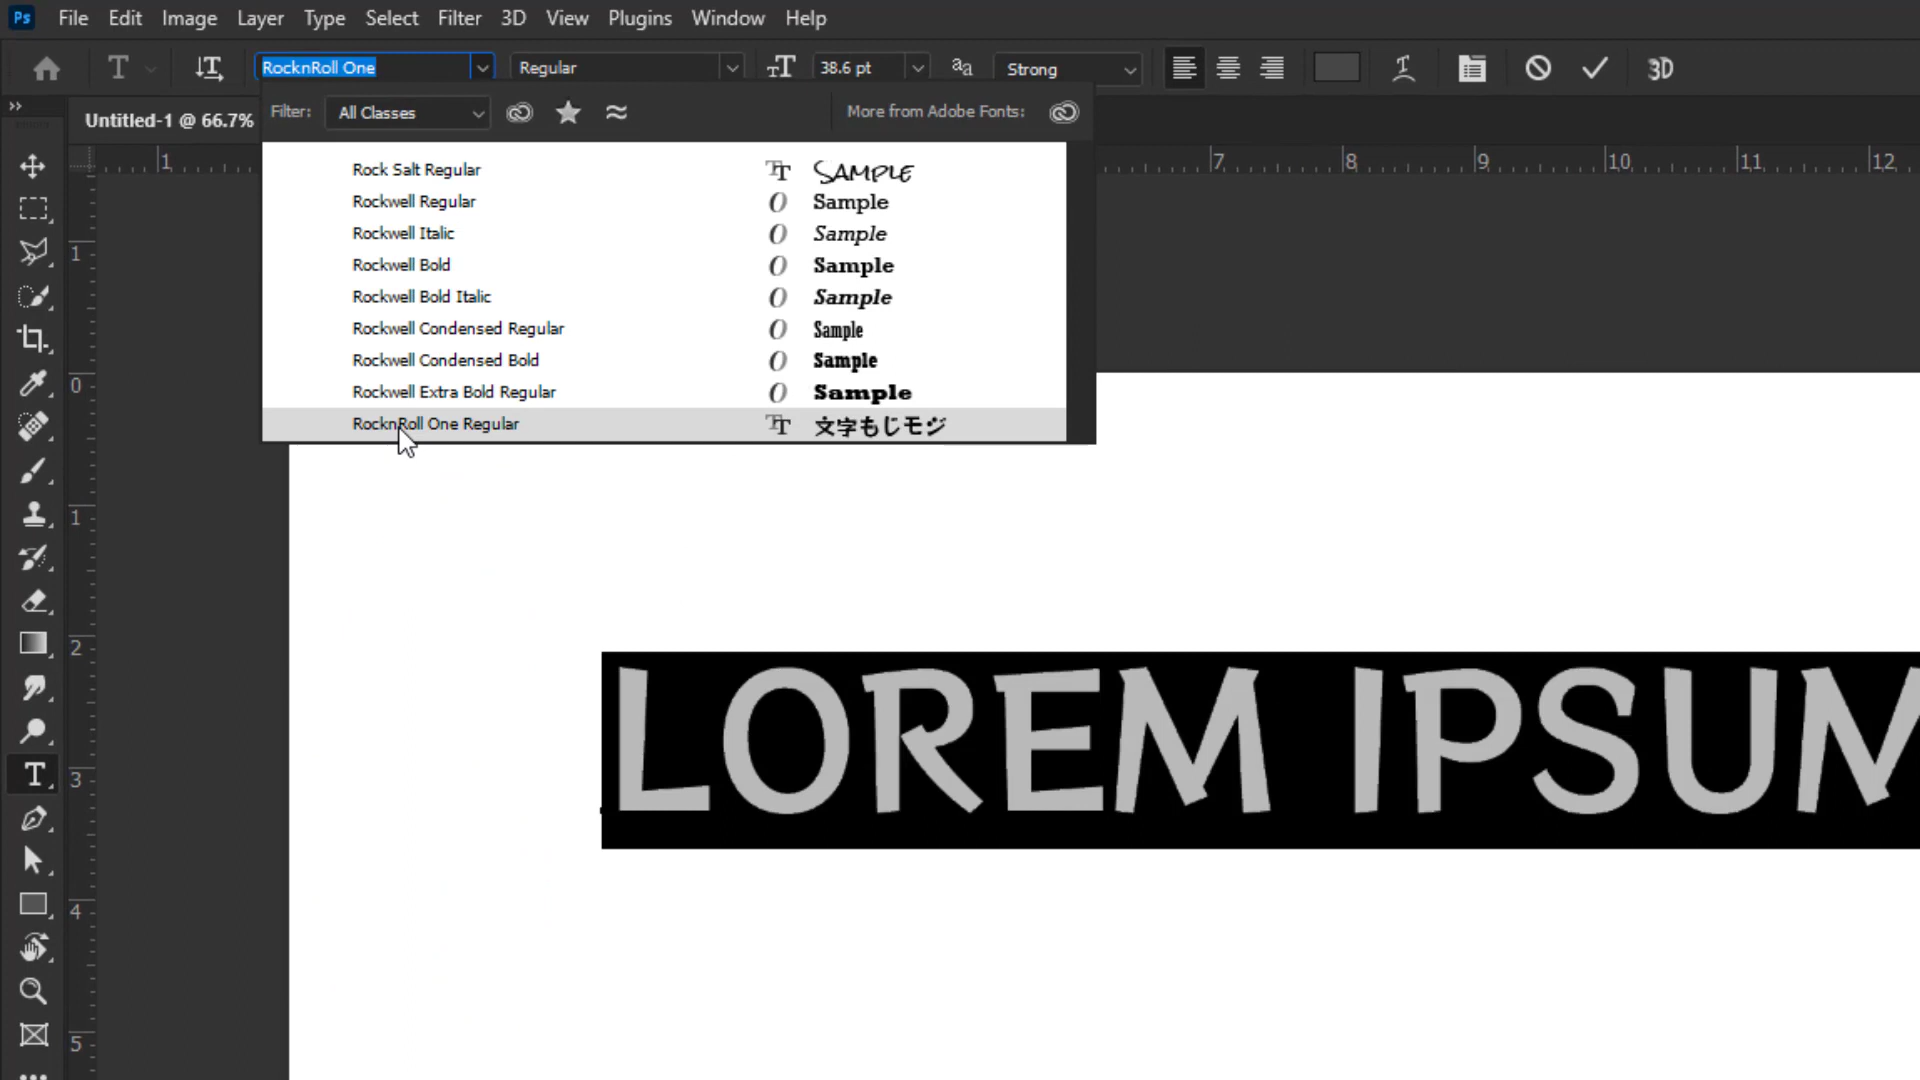 Ps File Edit Image Layer Type Select Filter 3D View Plugins Window Help
T RocknRoll One Regular 38.6 pt aa Strong 3D
Filter: All Classes More from Adobe Fonts:
Untitled-1 @ 66.7%
1 7 8 9 10 11 12
Rock Salt Regular SAMPLE
Rockwell Regular Sample
Rockwell Italic Sample
Rockwell Bold Sample
Rockwell Bold Italic Sample
Rockwell Condensed Regular Sample
Rockwell Condensed Bold Sample
Rockwell Extra Bold Regular Sample
RocknRoll One Regular 文字もじモジ
1
0
1
2
3
4
5
LOREM IPSUM